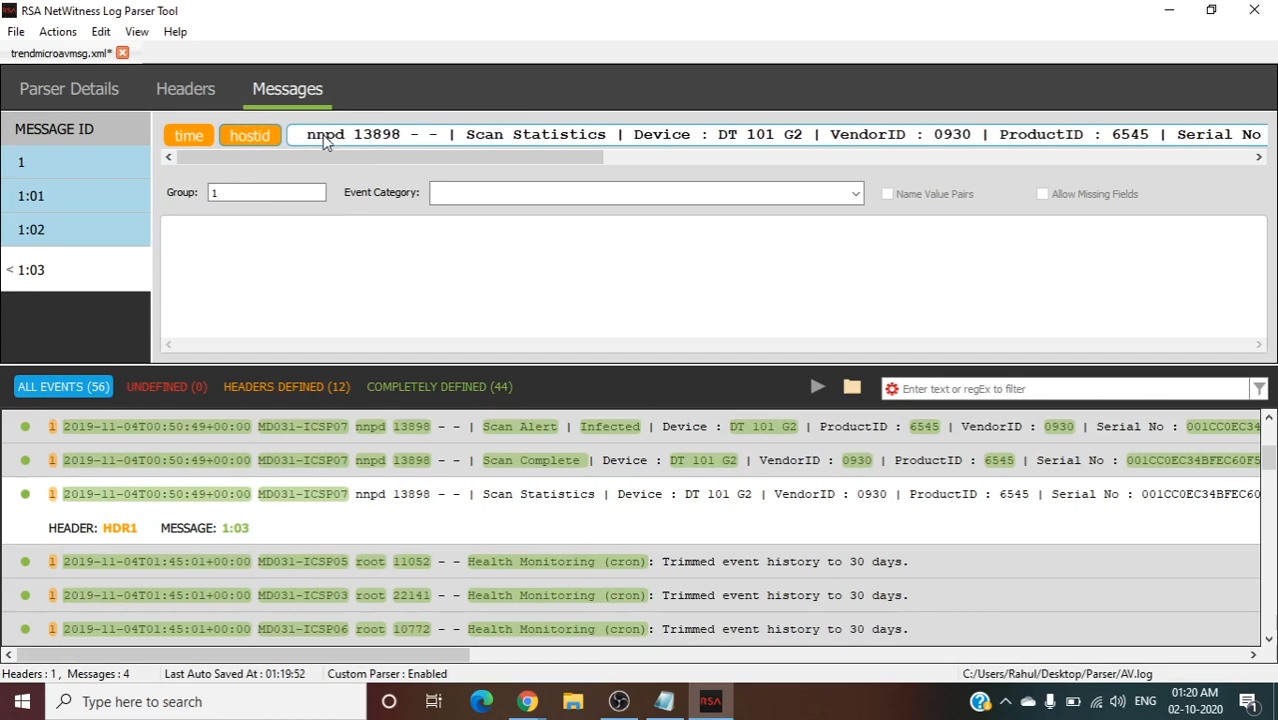 RSA NetWitness Log Parser Tool
File Actions Edit View Help
trendmicroavmsg.xml*
Parser Details Headers Messages
MESSAGE ID
1
1:01
1:02
< 1:03
time hostid nnpd 13898 - - | Scan Statistics | Device : DT 101 G2 | VendorID : 0930 | ProductID : 6545 | Serial No
Group: 1 Event Category: Name Value Pairs Allow Missing Fields
ALL EVENTS (56) UNDEFINED (0) HEADERS DEFINED (12) COMPLETELY DEFINED (44) Enter text or regEx to filter
1 2019-11-04T00:50:49+00:00 MD031-ICSP07 nnpd 13898 - - | Scan Alert | Infected | Device : DT 101 G2 | ProductID : 6545 | VendorID : 0930 | Serial No : 001CC0EC34
1 2019-11-04T00:50:49+00:00 MD031-ICSP07 nnpd 13898 - - | Scan Complete | Device : DT 101 G2 | VendorID : 0930 | ProductID : 6545 | Serial No : 001CC0EC34BFEC60F5
1 2019-11-04T00:50:49+00:00 MD031-ICSP07 nnpd 13898 - - | Scan Statistics | Device : DT 101 G2 | VendorID : 0930 | ProductID : 6545 | Serial No : 001CC0EC34BFEC60
HEADER: HDR1 MESSAGE: 1:03
1 2019-11-04T01:45:01+00:00 MD031-ICSP05 root 11052 - - Health Monitoring (cron): Trimmed event history to 30 days.
1 2019-11-04T01:45:01+00:00 MD031-ICSP03 root 22141 - - Health Monitoring (cron): Trimmed event history to 30 days.
1 2019-11-04T01:45:01+00:00 MD031-ICSP06 root 10772 - - Health Monitoring (cron): Trimmed event history to 30 days.
Headers : 1 , Messages : 4 Last Auto Saved At : 01:19:52 Custom Parser : Enabled C:/Users/Rahul/Desktop/Parser/AV.log
Type here to search RSA ENG 01:20 AM 02-10-2020 1